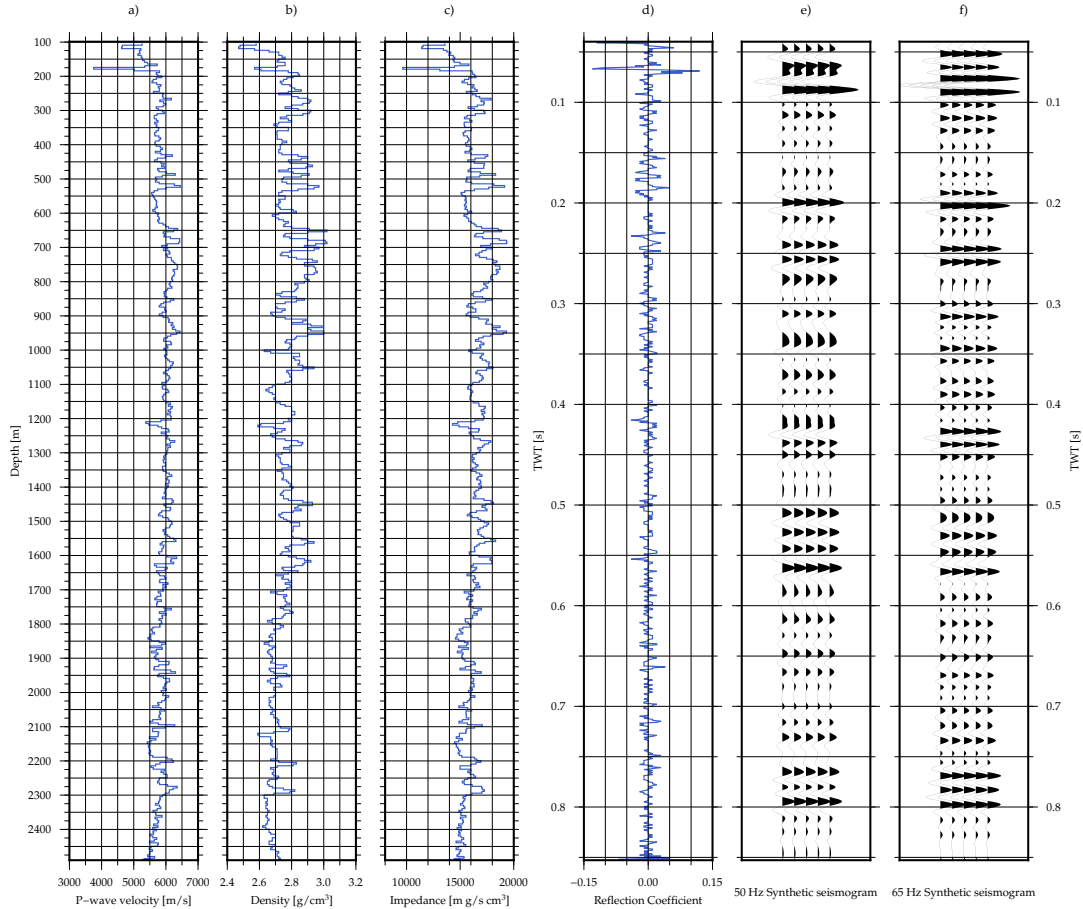 a) b) c) d) e) f)
100
200
300
400
500
600
700
800
900
1000
1100
1200
1300
1400
1500
1600
1700
1800
1900
2000
2100
2200
2300
2400
Depth [m]
3000 4000 5000 6000 7000
P−wave velocity [m/s]
2.4 2.6 2.8 3.0 3.2
Density [g/cm³]
10000 15000 20000
Impedance [m g/s cm³]
TWT [s]
0.1
0.2
0.3
0.4
0.5
0.6
0.7
0.8
−0.15 0.00 0.15
Reflection Coefficient
50 Hz Synthetic seismogram
65 Hz Synthetic seismogram
0.1
0.2
0.3
0.4
0.5
0.6
0.7
0.8
TWT [s]